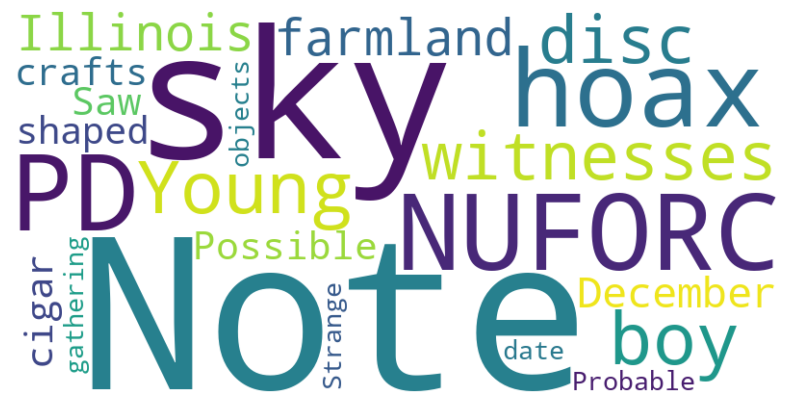 Illinois
sky
farmland
disc
crafts
objects
hoax
Saw
shaped
witnesses
PD
Young
NUFORC
Possible
Note
gathering
cigar
Strange
December
boy
date
Probable